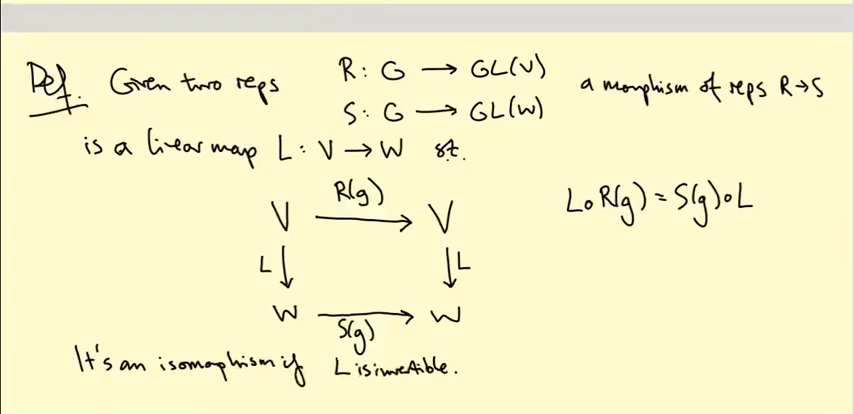 Def. Given two reps R: G → GL(V) a morphism of reps R→S
S: G → GL(W)
is a linear map L: V → W st.
R(g)
V → V L∘R(g) = S(g)∘L
L ↓ ↓ L
W → W
S(g)
It's an isomorphism if L is invertible.